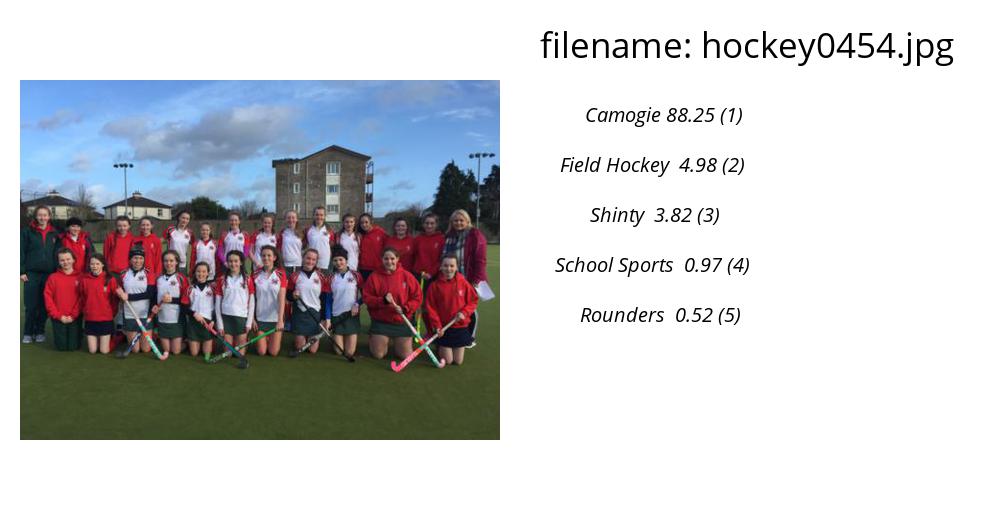 filename: hockey0454.jpg
Camogie 88.25 (1)
Field Hockey 4.98 (2)
Shinty 3.82 (3)
School Sports 0.97 (4)
Rounders 0.52 (5)